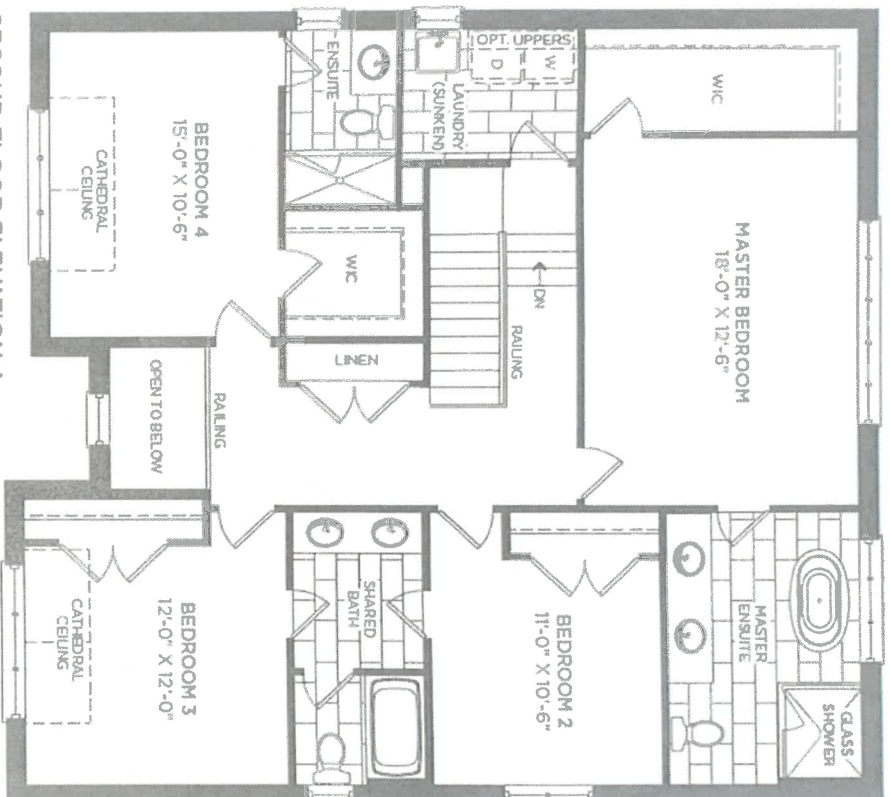 ENSUITE
OPT. UPPERS
D
W
LAUNDRY
(SUNKEN)
WIC
BEDROOM 4
15'-0" X 10'-6"
CATHEDRAL
CEILING
WIC
DN
RAILING
MASTER BEDROOM
18'-0" X 12'-6"
LINEN
OPEN TO BELOW
RAILING
BEDROOM 3
12'-0" X 12'-0"
CATHEDRAL
CEILING
SHARED
BATH
BEDROOM 2
11'-0" X 10'-6"
MASTER
ENSUITE
GLASS
SHOWER